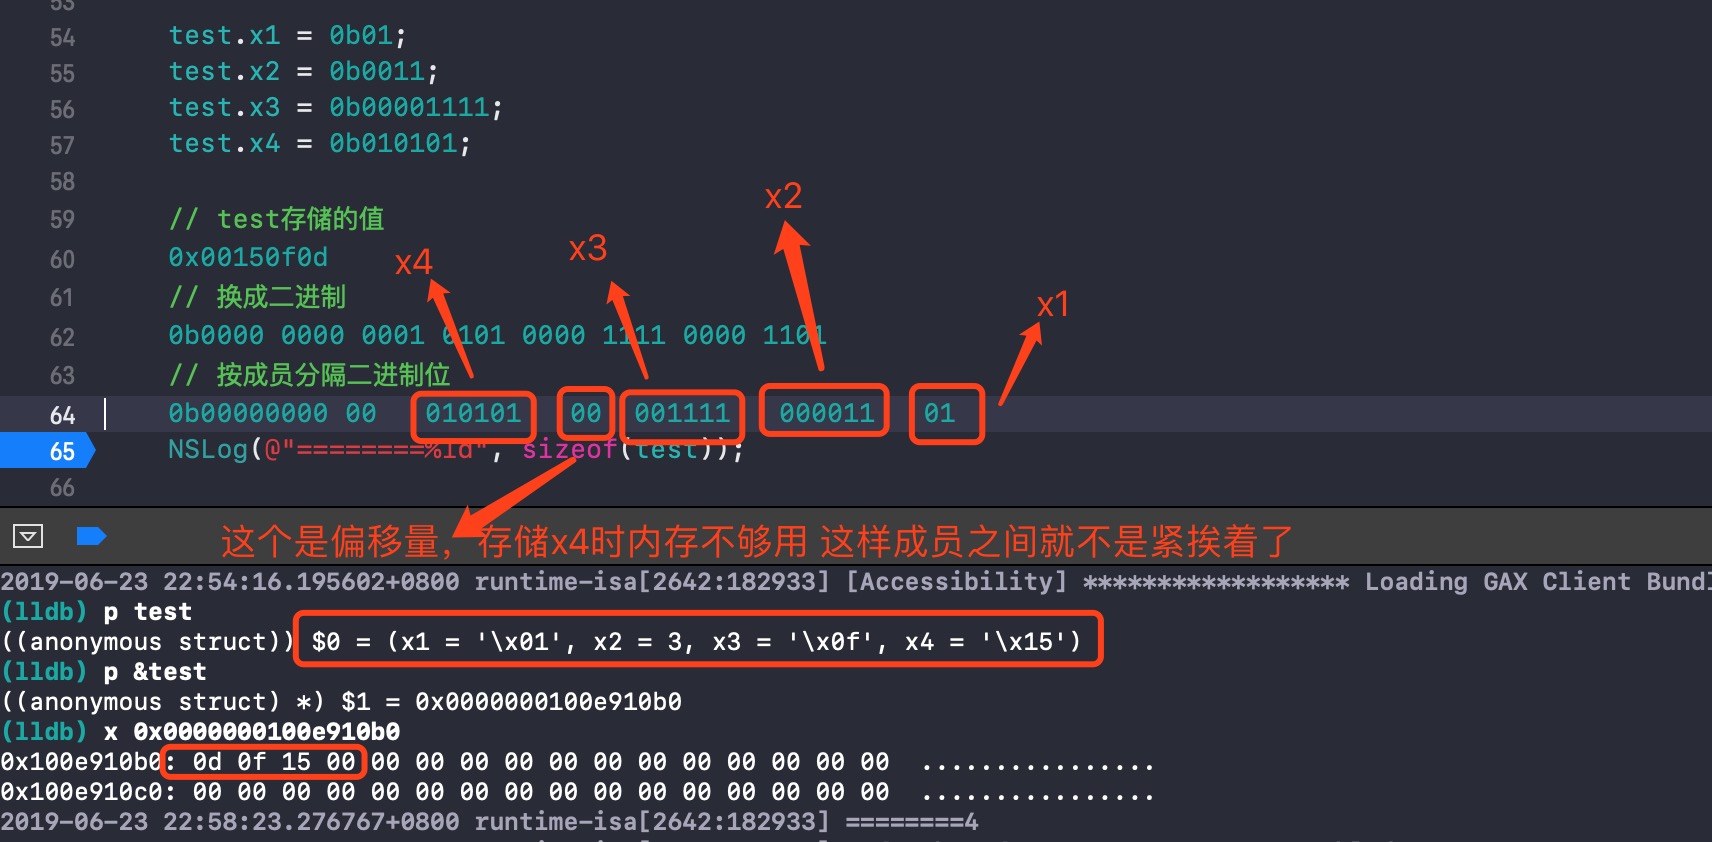 53
54 test.x1 = 0b01;
55 test.x2 = 0b0011;
56 test.x3 = 0b00001111;
57 test.x4 = 0b010101;
58
x2
59 // test存储的值
x3
60 0x00150f0d
x4
61 // 换成二进制
x1
62 0b0000 0000 0001 0101 0000 1111 0000 1101
63 // 按成员分隔二进制位
64 0b00000000 00 010101 00 001111 000011 01
65 NSLog(@"========%ld", sizeof(test));
66
这个是偏移量，存储x4时内存不够用 这样成员之间就不是紧挨着了
2019-06-23 22:54:16.195602+0800 runtime-isa[2642:182933] [Accessibility] ****************** Loading GAX Client Bundl
(lldb) p test
((anonymous struct)) $0 = (x1 = '\x01', x2 = 3, x3 = '\x0f', x4 = '\x15')
(lldb) p &test
((anonymous struct) *) $1 = 0x0000000100e910b0
(lldb) x 0x0000000100e910b0
0x100e910b0: 0d 0f 15 00 00 00 00 00 00 00 00 00 00 00 00 00 ................
0x100e910c0: 00 00 00 00 00 00 00 00 00 00 00 00 00 00 00 00 ................
2019-06-23 22:58:23.276767+0800 runtime-isa[2642:182933] ========4